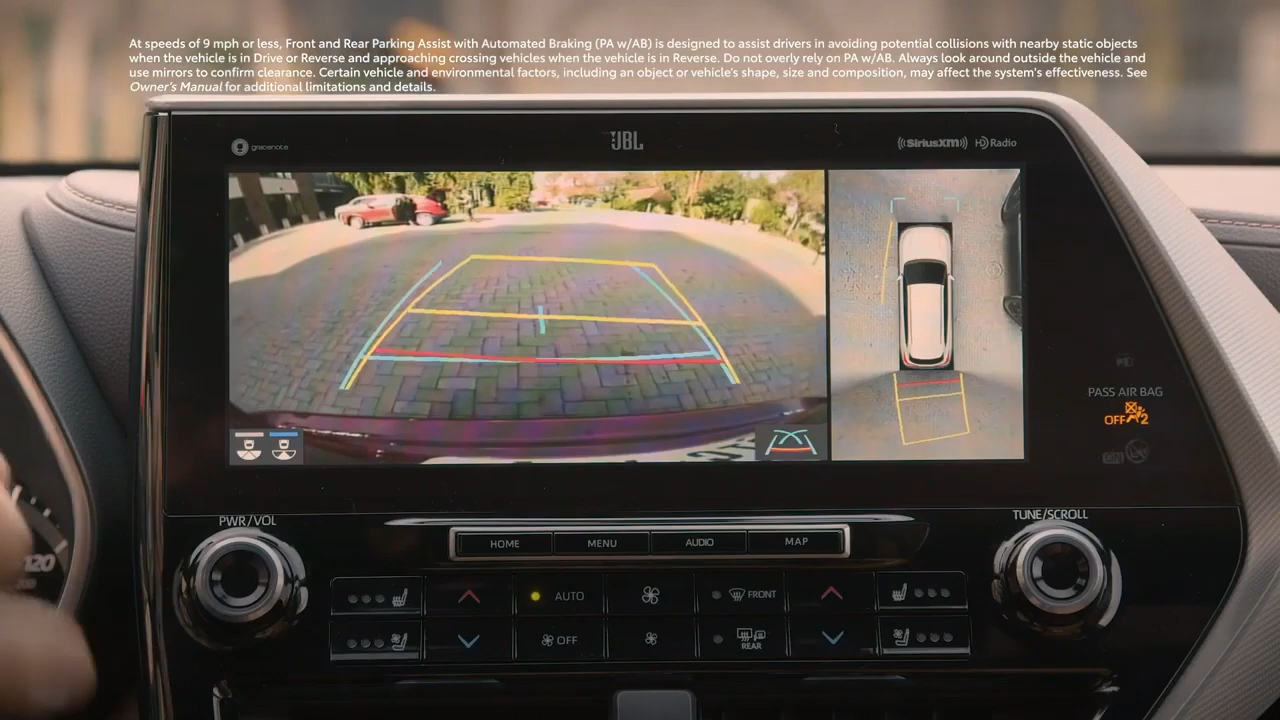 At speeds of 9 mph or less, Front and Rear Parking Assist with Automated Braking (PA w/AB) is designed to assist drivers in avoiding potential collisions with nearby static objects
when the vehicle is in Drive or Reverse and approaching crossing vehicles when the vehicle is in Reverse. Do not overly rely on PA w/AB. Always look around outside the vehicle and
use mirrors to confirm clearance. Certain vehicle and environmental factors, including an object or vehicle's shape, size and composition, may affect the system's effectiveness. See
Owner's Manual for additional limitations and details.
gracenote
JBL
((SiriusXM))
HD Radio
PASS AIR BAG
OFF 2
PWR/VOL
TUNE/SCROLL
HOME
MENU
AUDIO
MAP
AUTO
FRONT
OFF
REAR
120